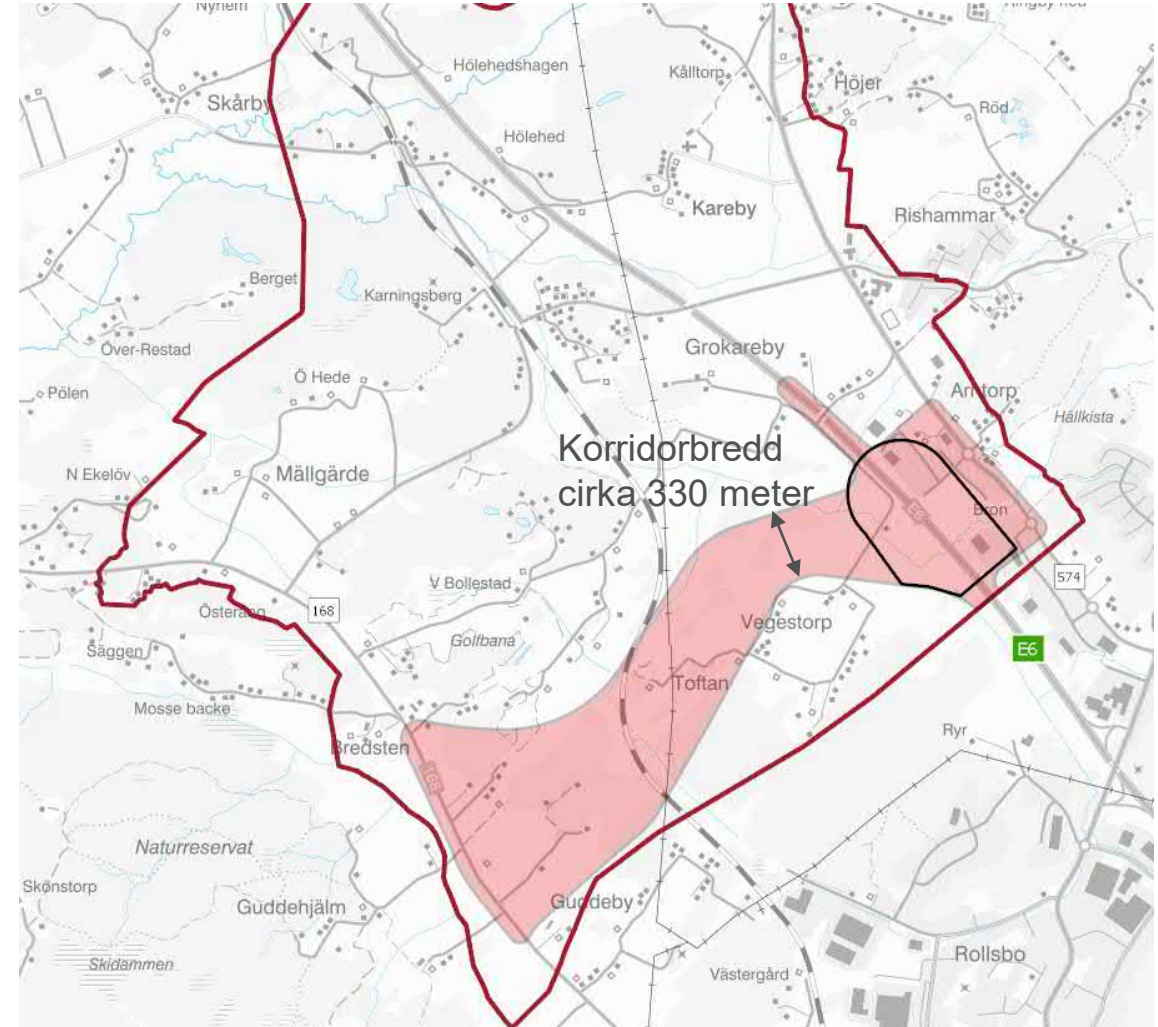 Nyhem
Hölehedshagen
Kålltorp
Höjer
Röd
Skårby
Hölehed
Kareby
Rishammar
Berget
Karningsberg
Över-Restad
Grokareby
Ö Hede
Pölen
Arntorp
Hällkista
Korridorbredd
cirka 330 meter
N Ekelöv
Mällgärde
E6
Bron
V Bollestad
574
168
Österäng
Golfbana
Vegestorp
Säggen
E6
Toftan
Mosse backe
Ryr
Bredsten
168
Naturreservat
Skönstorp
Guddehjälm
Guddeby
Rollsbo
Skidammen
Västergård